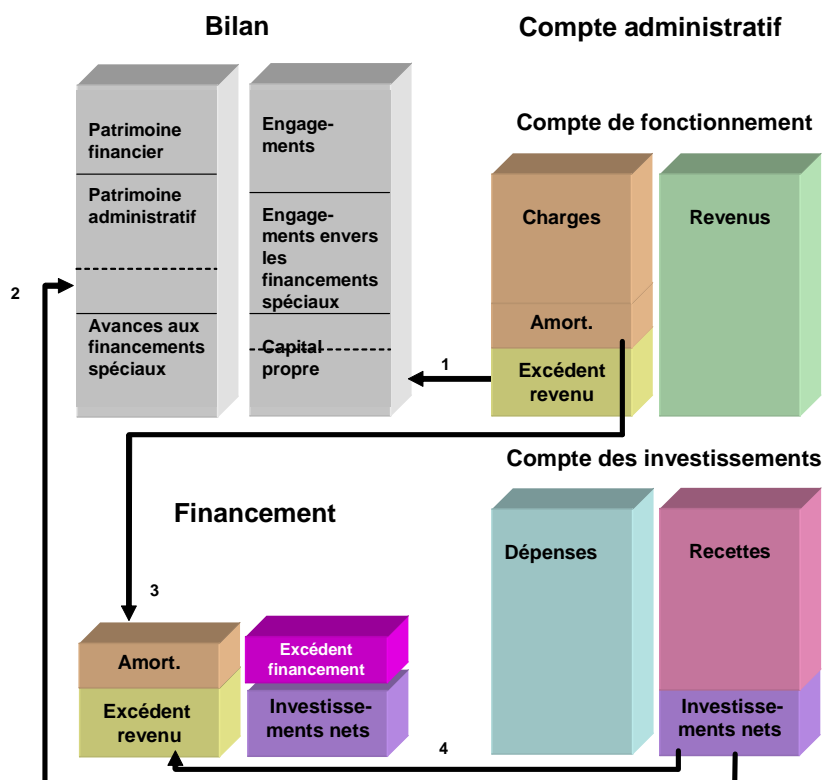 Bilan
Compte administratif
Compte de fonctionnement
Patrimoine
financier
Patrimoine
administratif
Avances aux
financements
spéciaux
Engage-
ments
Engage-
ments envers
les
financements
spéciaux
Capital
propre
Charges
Amort.
Excédent
revenu
Revenus
2
1
Compte des investissements
Financement
Dépenses
Recettes
Investisse-
ments nets
3
Amort.
Excédent
revenu
Excédent
financement
Investisse-
ments nets
4